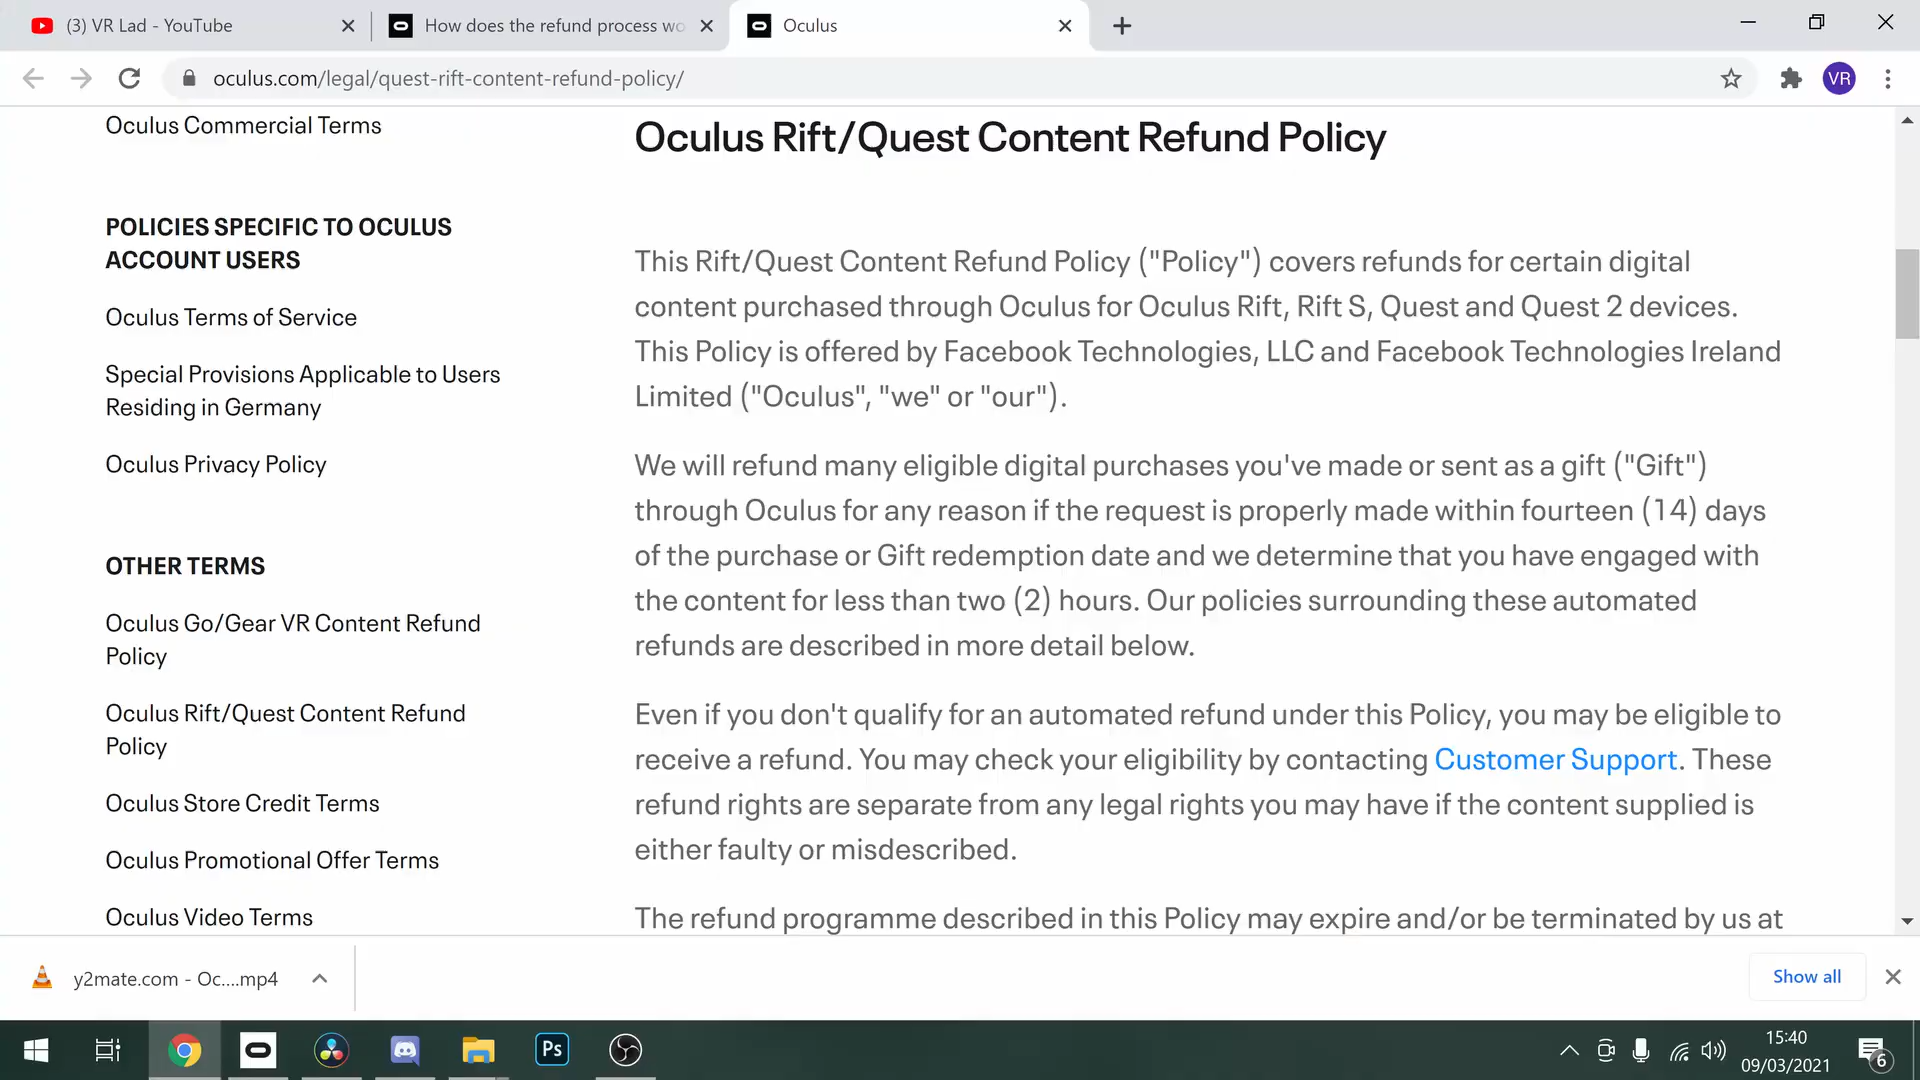 (3) VR Lad - YouTube
How does the refund process wo
Oculus
oculus.com/legal/quest-rift-content-refund-policy/
VR
Oculus Commercial Terms
POLICIES SPECIFIC TO OCULUS
ACCOUNT USERS
Oculus Terms of Service
Special Provisions Applicable to Users
Residing in Germany
Oculus Privacy Policy
OTHER TERMS
Oculus Go/Gear VR Content Refund
Policy
Oculus Rift/Quest Content Refund
Policy
Oculus Store Credit Terms
Oculus Promotional Offer Terms
Oculus Video Terms
Oculus Rift/Quest Content Refund Policy
This Rift/Quest Content Refund Policy ("Policy") covers refunds for certain digital
content purchased through Oculus for Oculus Rift, Rift S, Quest and Quest 2 devices.
This Policy is offered by Facebook Technologies, LLC and Facebook Technologies Ireland
Limited ("Oculus", "we" or "our").
We will refund many eligible digital purchases you've made or sent as a gift ("Gift")
through Oculus for any reason if the request is properly made within fourteen (14) days
of the purchase or Gift redemption date and we determine that you have engaged with
the content for less than two (2) hours. Our policies surrounding these automated
refunds are described in more detail below.
Even if you don't qualify for an automated refund under this Policy, you may be eligible to
receive a refund. You may check your eligibility by contacting Customer Support. These
refund rights are separate from any legal rights you may have if the content supplied is
either faulty or misdescribed.
The refund programme described in this Policy may expire and/or be terminated by us at
y2mate.com - Oc....mp4
Show all
Ps
15:40
09/03/2021
6